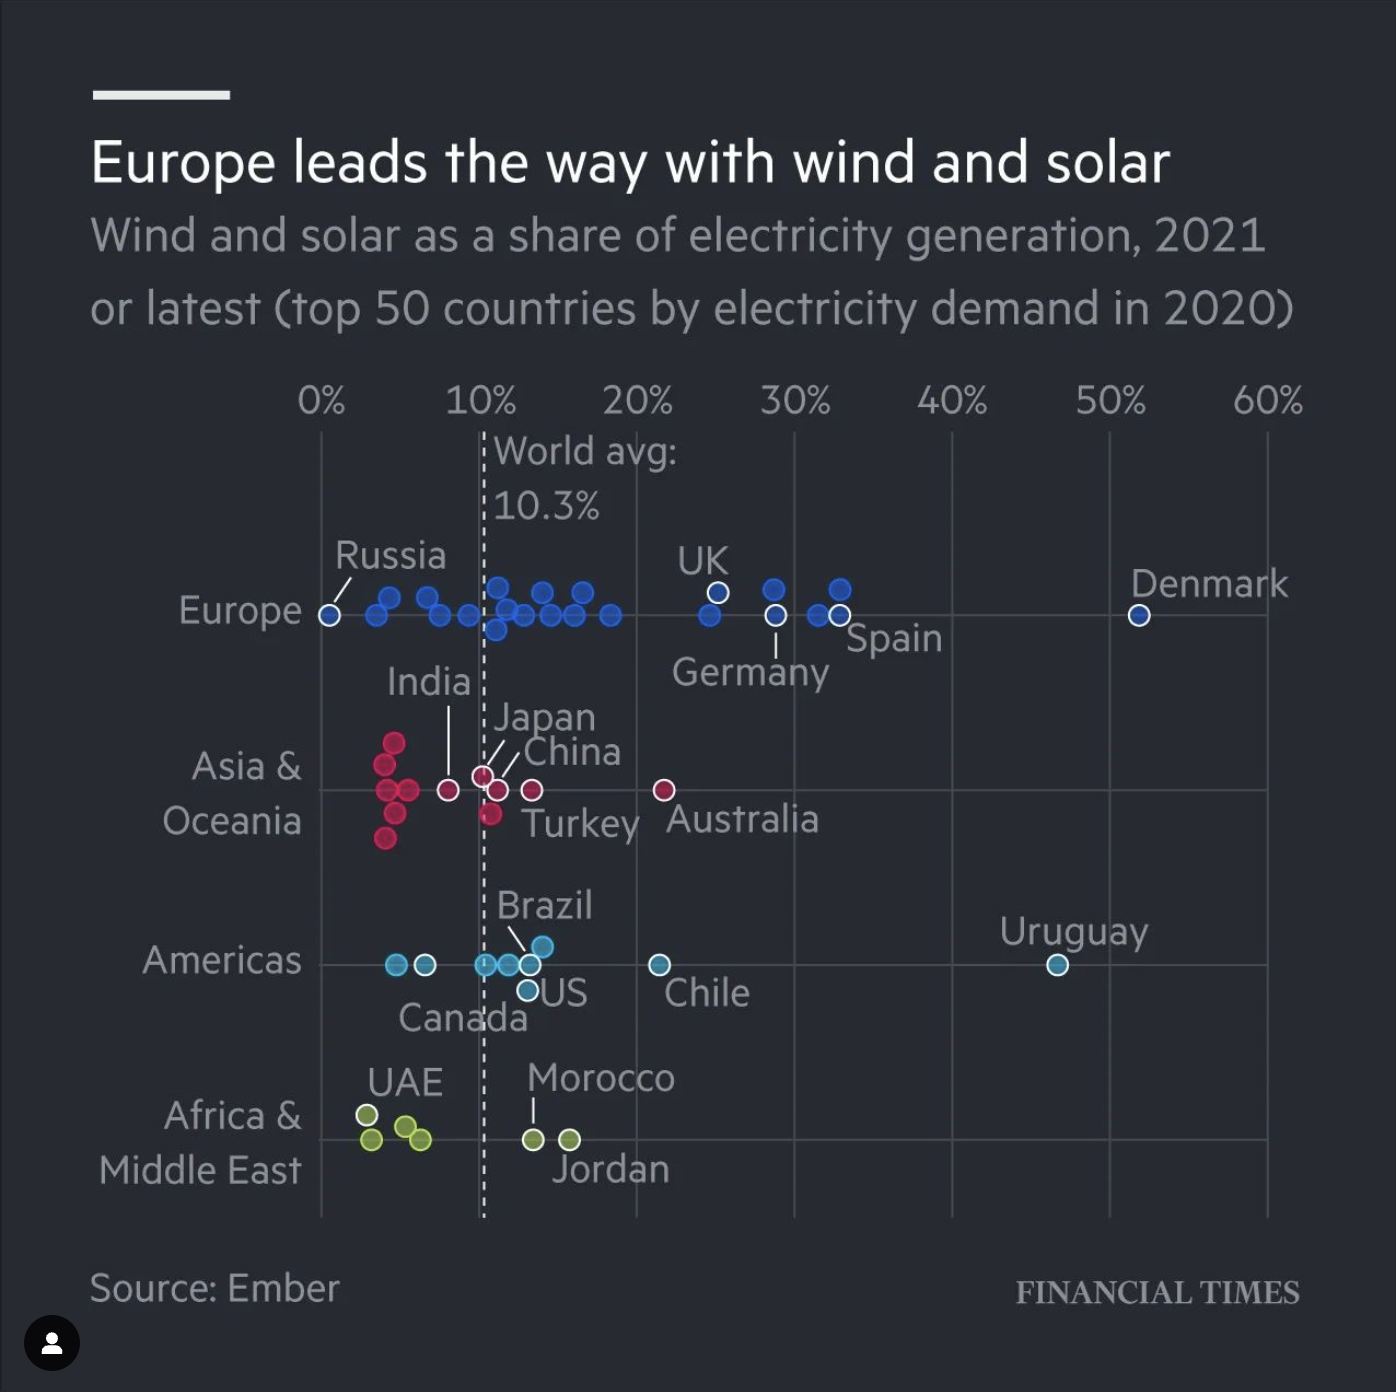 Europe leads the way with wind and solar
Wind and solar as a share of electricity generation, 2021
or latest (top 50 countries by electricity demand in 2020)
0% 10% 20% 30% 40% 50% 60%
World avg:
10.3%
Russia
UK
Denmark
Europe
Spain
Germany
India
Japan
China
Asia &
Oceania
Turkey
Australia
Brazil
Uruguay
Americas
US
Chile
Canada
UAE
Morocco
Africa &
Middle East
Jordan
Source: Ember
FINANCIAL TIMES